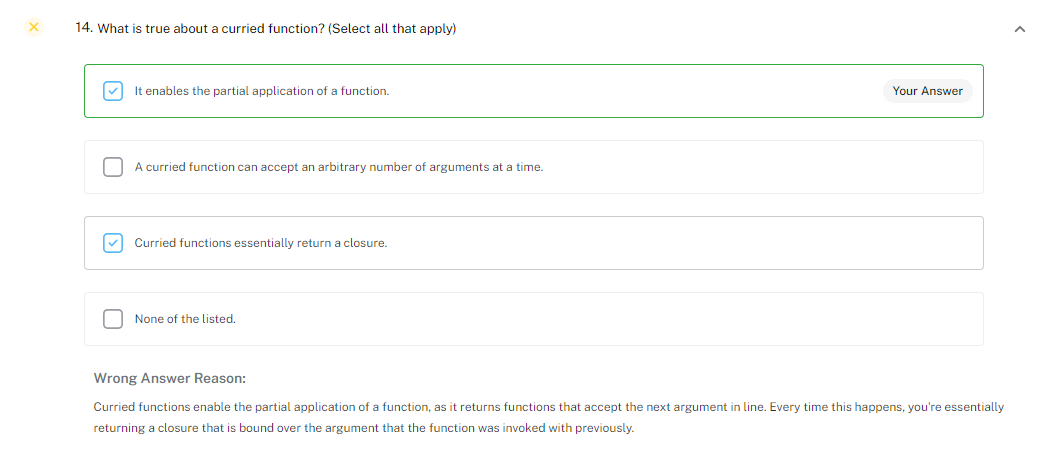 14. What is true about a curried function? (Select all that apply)
It enables the partial application of a function.
Your Answer
A curried function can accept an arbitrary number of arguments at a time.
Curried functions essentially return a closure.
None of the listed.
Wrong Answer Reason:
Curried functions enable the partial application of a function, as it returns functions that accept the next argument in line. Every time this happens, you're essentially
returning a closure that is bound over the argument that the function was invoked with previously.